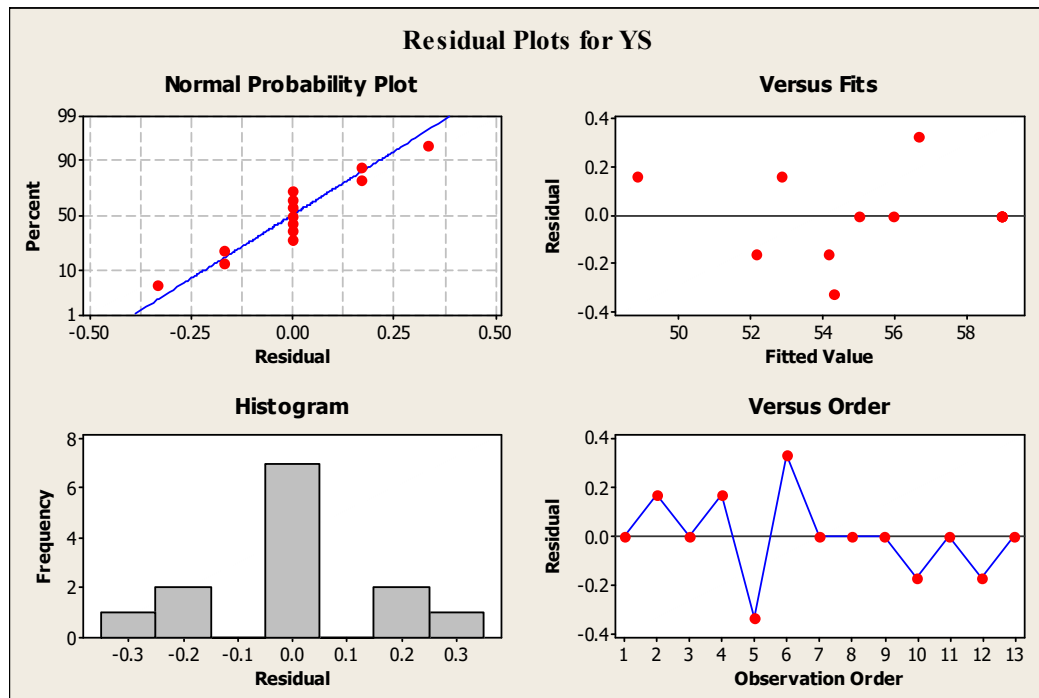 Residual Plots for YS
Normal Probability Plot
Percent
99
90
50
10
1
-0.50 -0.25 0.00 0.25 0.50
Residual
Versus Fits
Residual
0.4
0.2
0.0
-0.2
-0.4
50 52 54 56 58
Fitted Value
Histogram
Frequency
8
6
4
2
0
-0.3 -0.2 -0.1 0.0 0.1 0.2 0.3
Residual
Versus Order
Residual
0.4
0.2
0.0
-0.2
-0.4
1 2 3 4 5 6 7 8 9 10 11 12 13
Observation Order